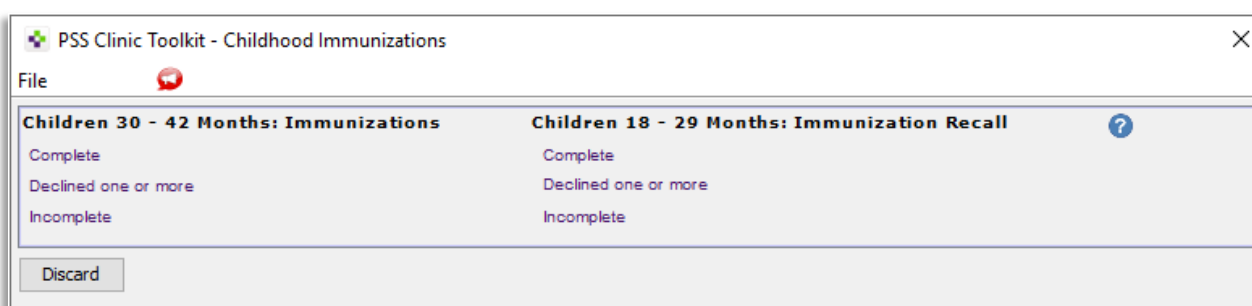 PSS Clinic Toolkit - Childhood Immunizations
File
Children 30 - 42 Months: Immunizations
Complete
Declined one or more
Incomplete
Children 18 - 29 Months: Immunization Recall
Complete
Declined one or more
Incomplete
Discard